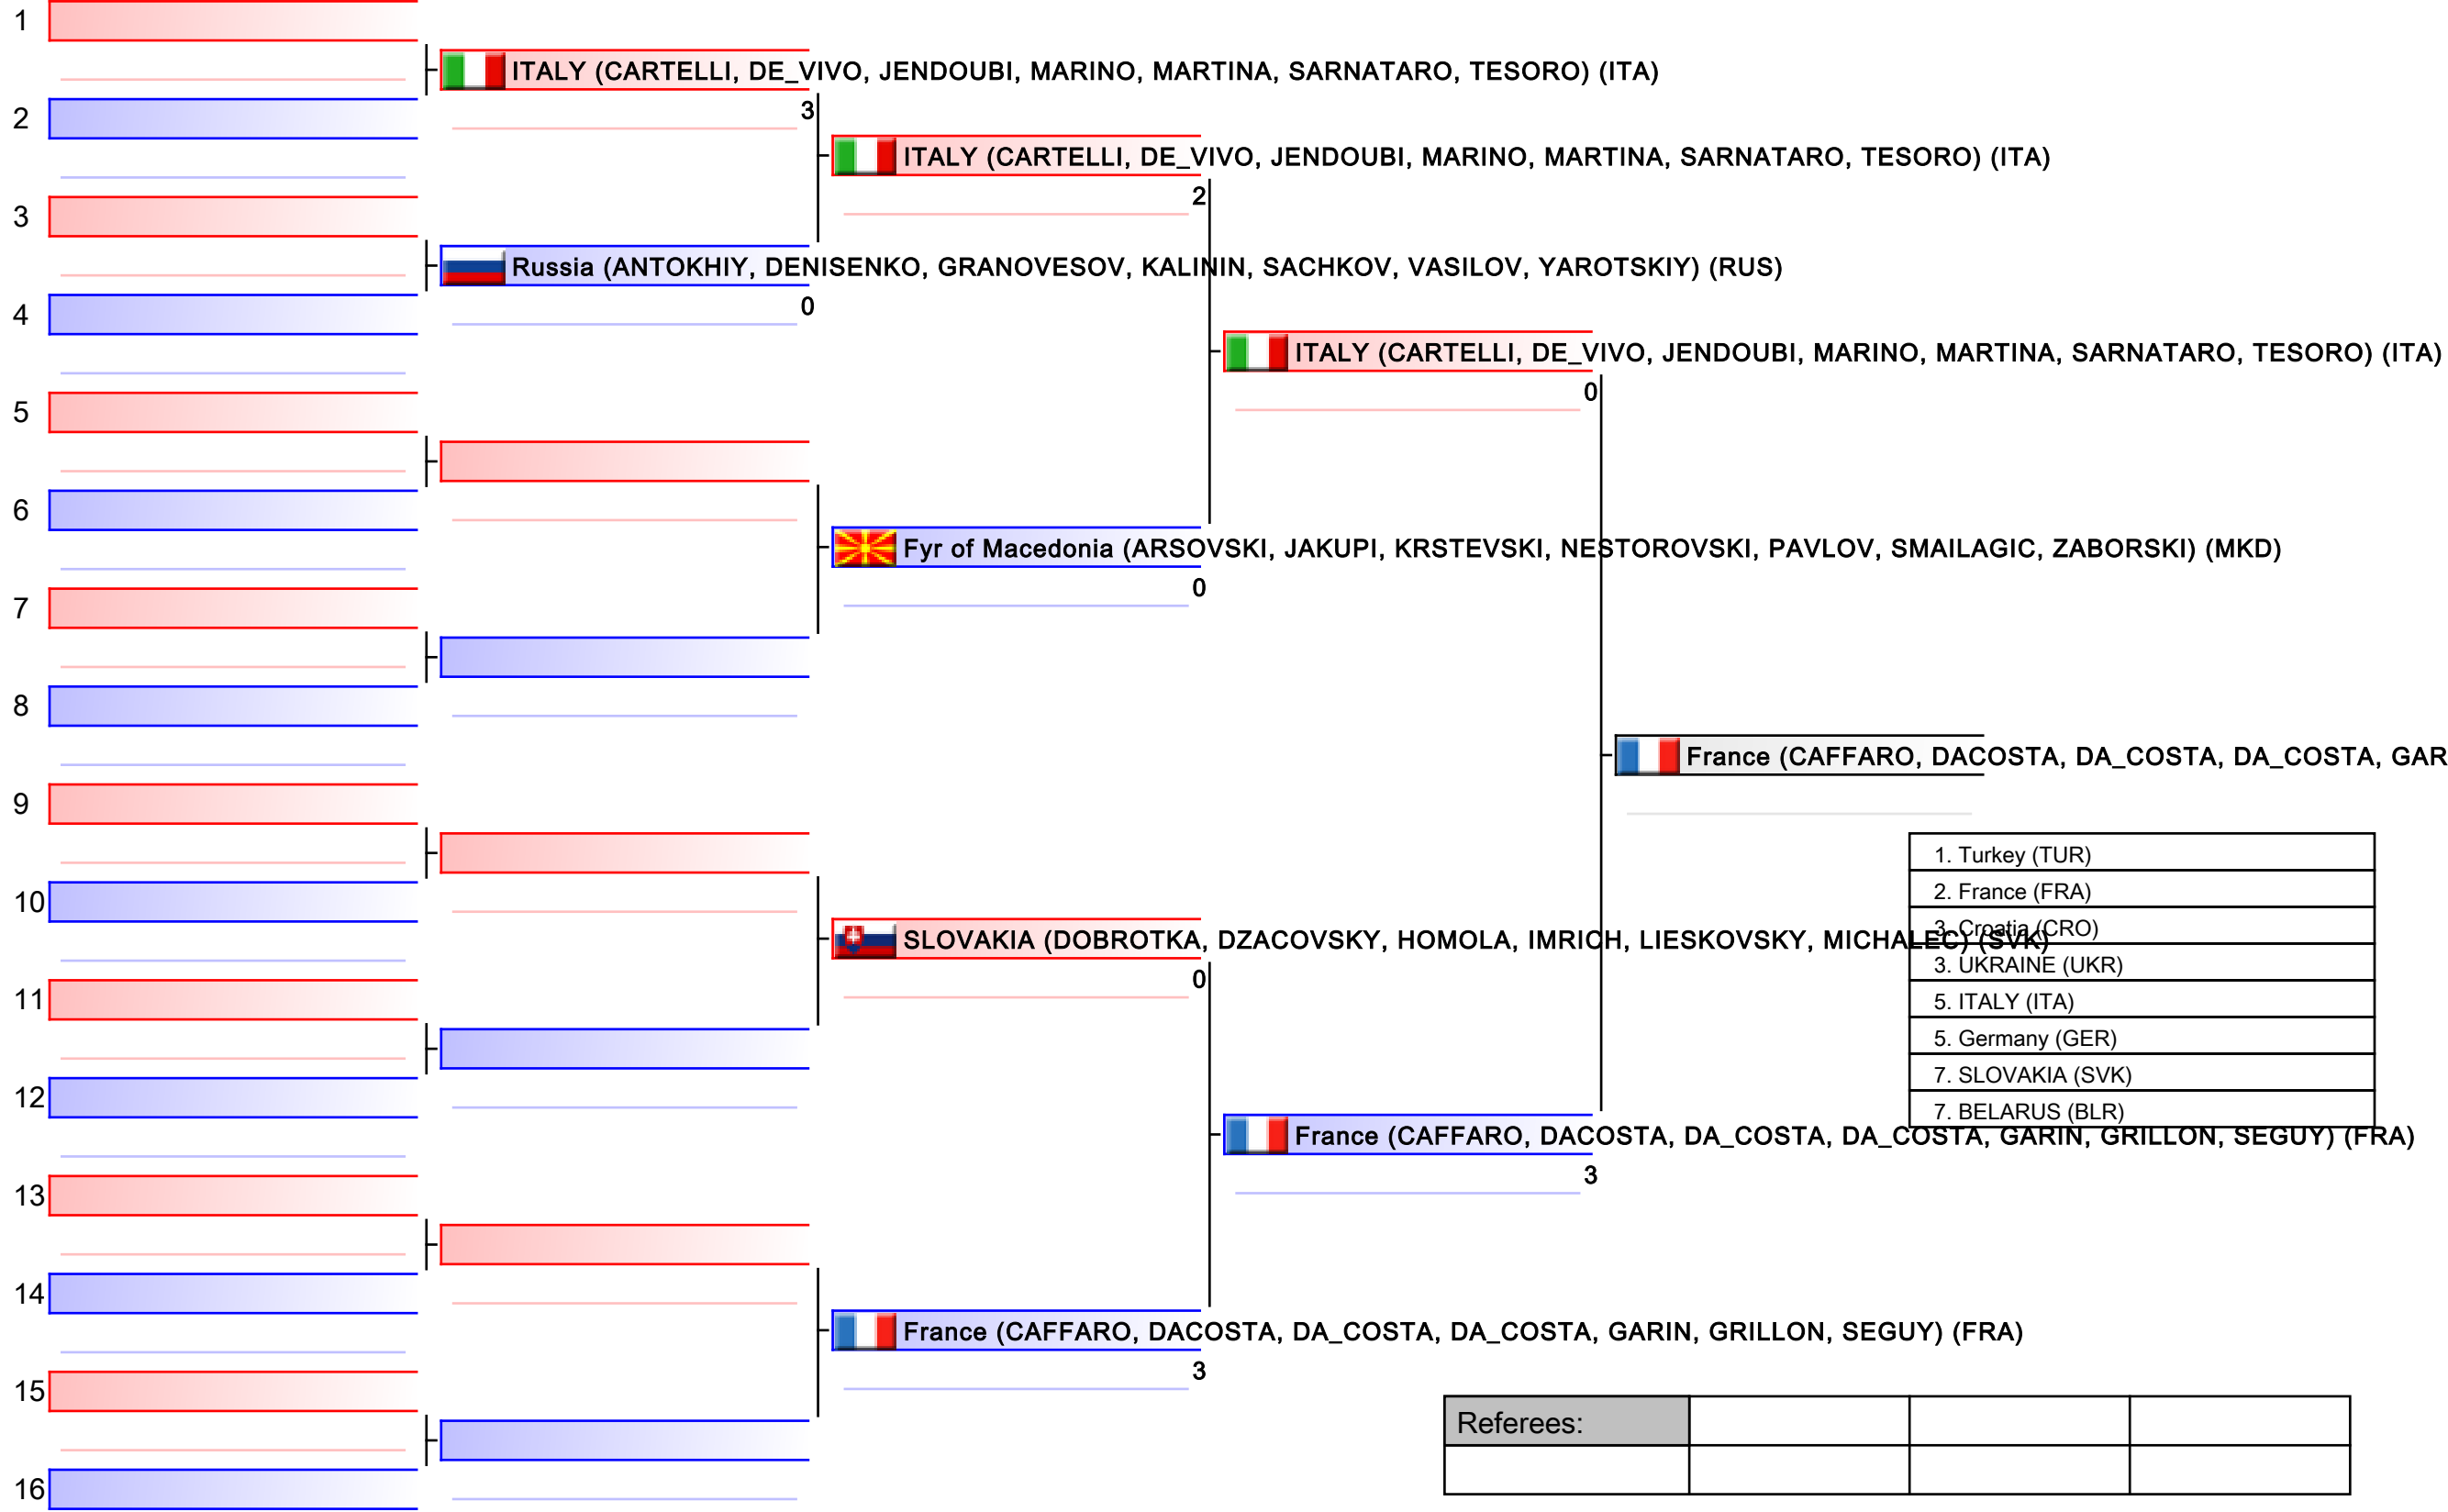 1
ITALY (CARTELLI, DE_VIVO, JENDOUBI, MARINO, MARTINA, SARNATARO, TESORO) (ITA)
3
2
ITALY (CARTELLI, DE_VIVO, JENDOUBI, MARINO, MARTINA, SARNATARO, TESORO) (ITA)
2
3
Russia (ANTOKHIY, DENISENKO, GRANOVESOV, KALININ, SACHKOV, VASILOV, YAROTSKIY) (RUS)
0
4
ITALY (CARTELLI, DE_VIVO, JENDOUBI, MARINO, MARTINA, SARNATARO, TESORO) (ITA)
0
5
6
Fyr of Macedonia (ARSOVSKI, JAKUPI, KRSTEVSKI, NESTOROVSKI, PAVLOV, SMAILAGIC, ZABORSKI) (MKD)
0
7
8
France (CAFFARO, DACOSTA, DA_COSTA, DA_COSTA, GAR
9
1. Turkey (TUR)
2. France (FRA)
3. Croatia (CRO)
3. UKRAINE (UKR)
5. ITALY (ITA)
5. Germany (GER)
7. SLOVAKIA (SVK)
7. BELARUS (BLR)
10
SLOVAKIA (DOBROTKA, DZACOVSKY, HOMOLA, IMRICH, LIESKOVSKY, MICHALEC) (SVK)
0
11
12
France (CAFFARO, DACOSTA, DA_COSTA, DA_COSTA, GARIN, GRILLON, SEGUY) (FRA)
3
13
14
France (CAFFARO, DACOSTA, DA_COSTA, DA_COSTA, GARIN, GRILLON, SEGUY) (FRA)
3
15
Referees:
16